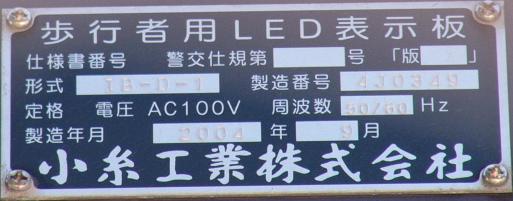 歩行者用LED表示板
仕様書番号 警交仕規第 号 「版 」
形式 IB-D-1 製造番号 4J0349
定格 電圧 AC100V 周波数 50/60 Hz
製造年月 2004 年 9 月
小糸工業株式会社